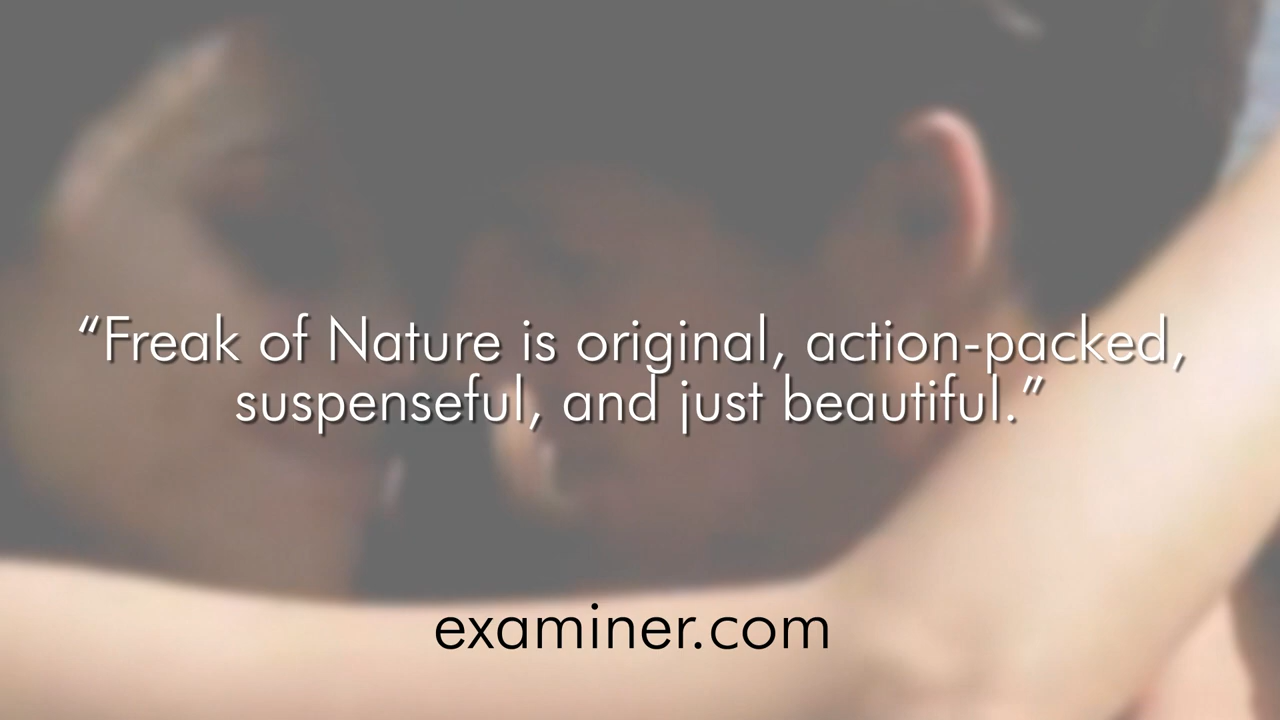 “Freak of Nature is original, action-packed,
suspenseful, and just beautiful.”
examiner.com